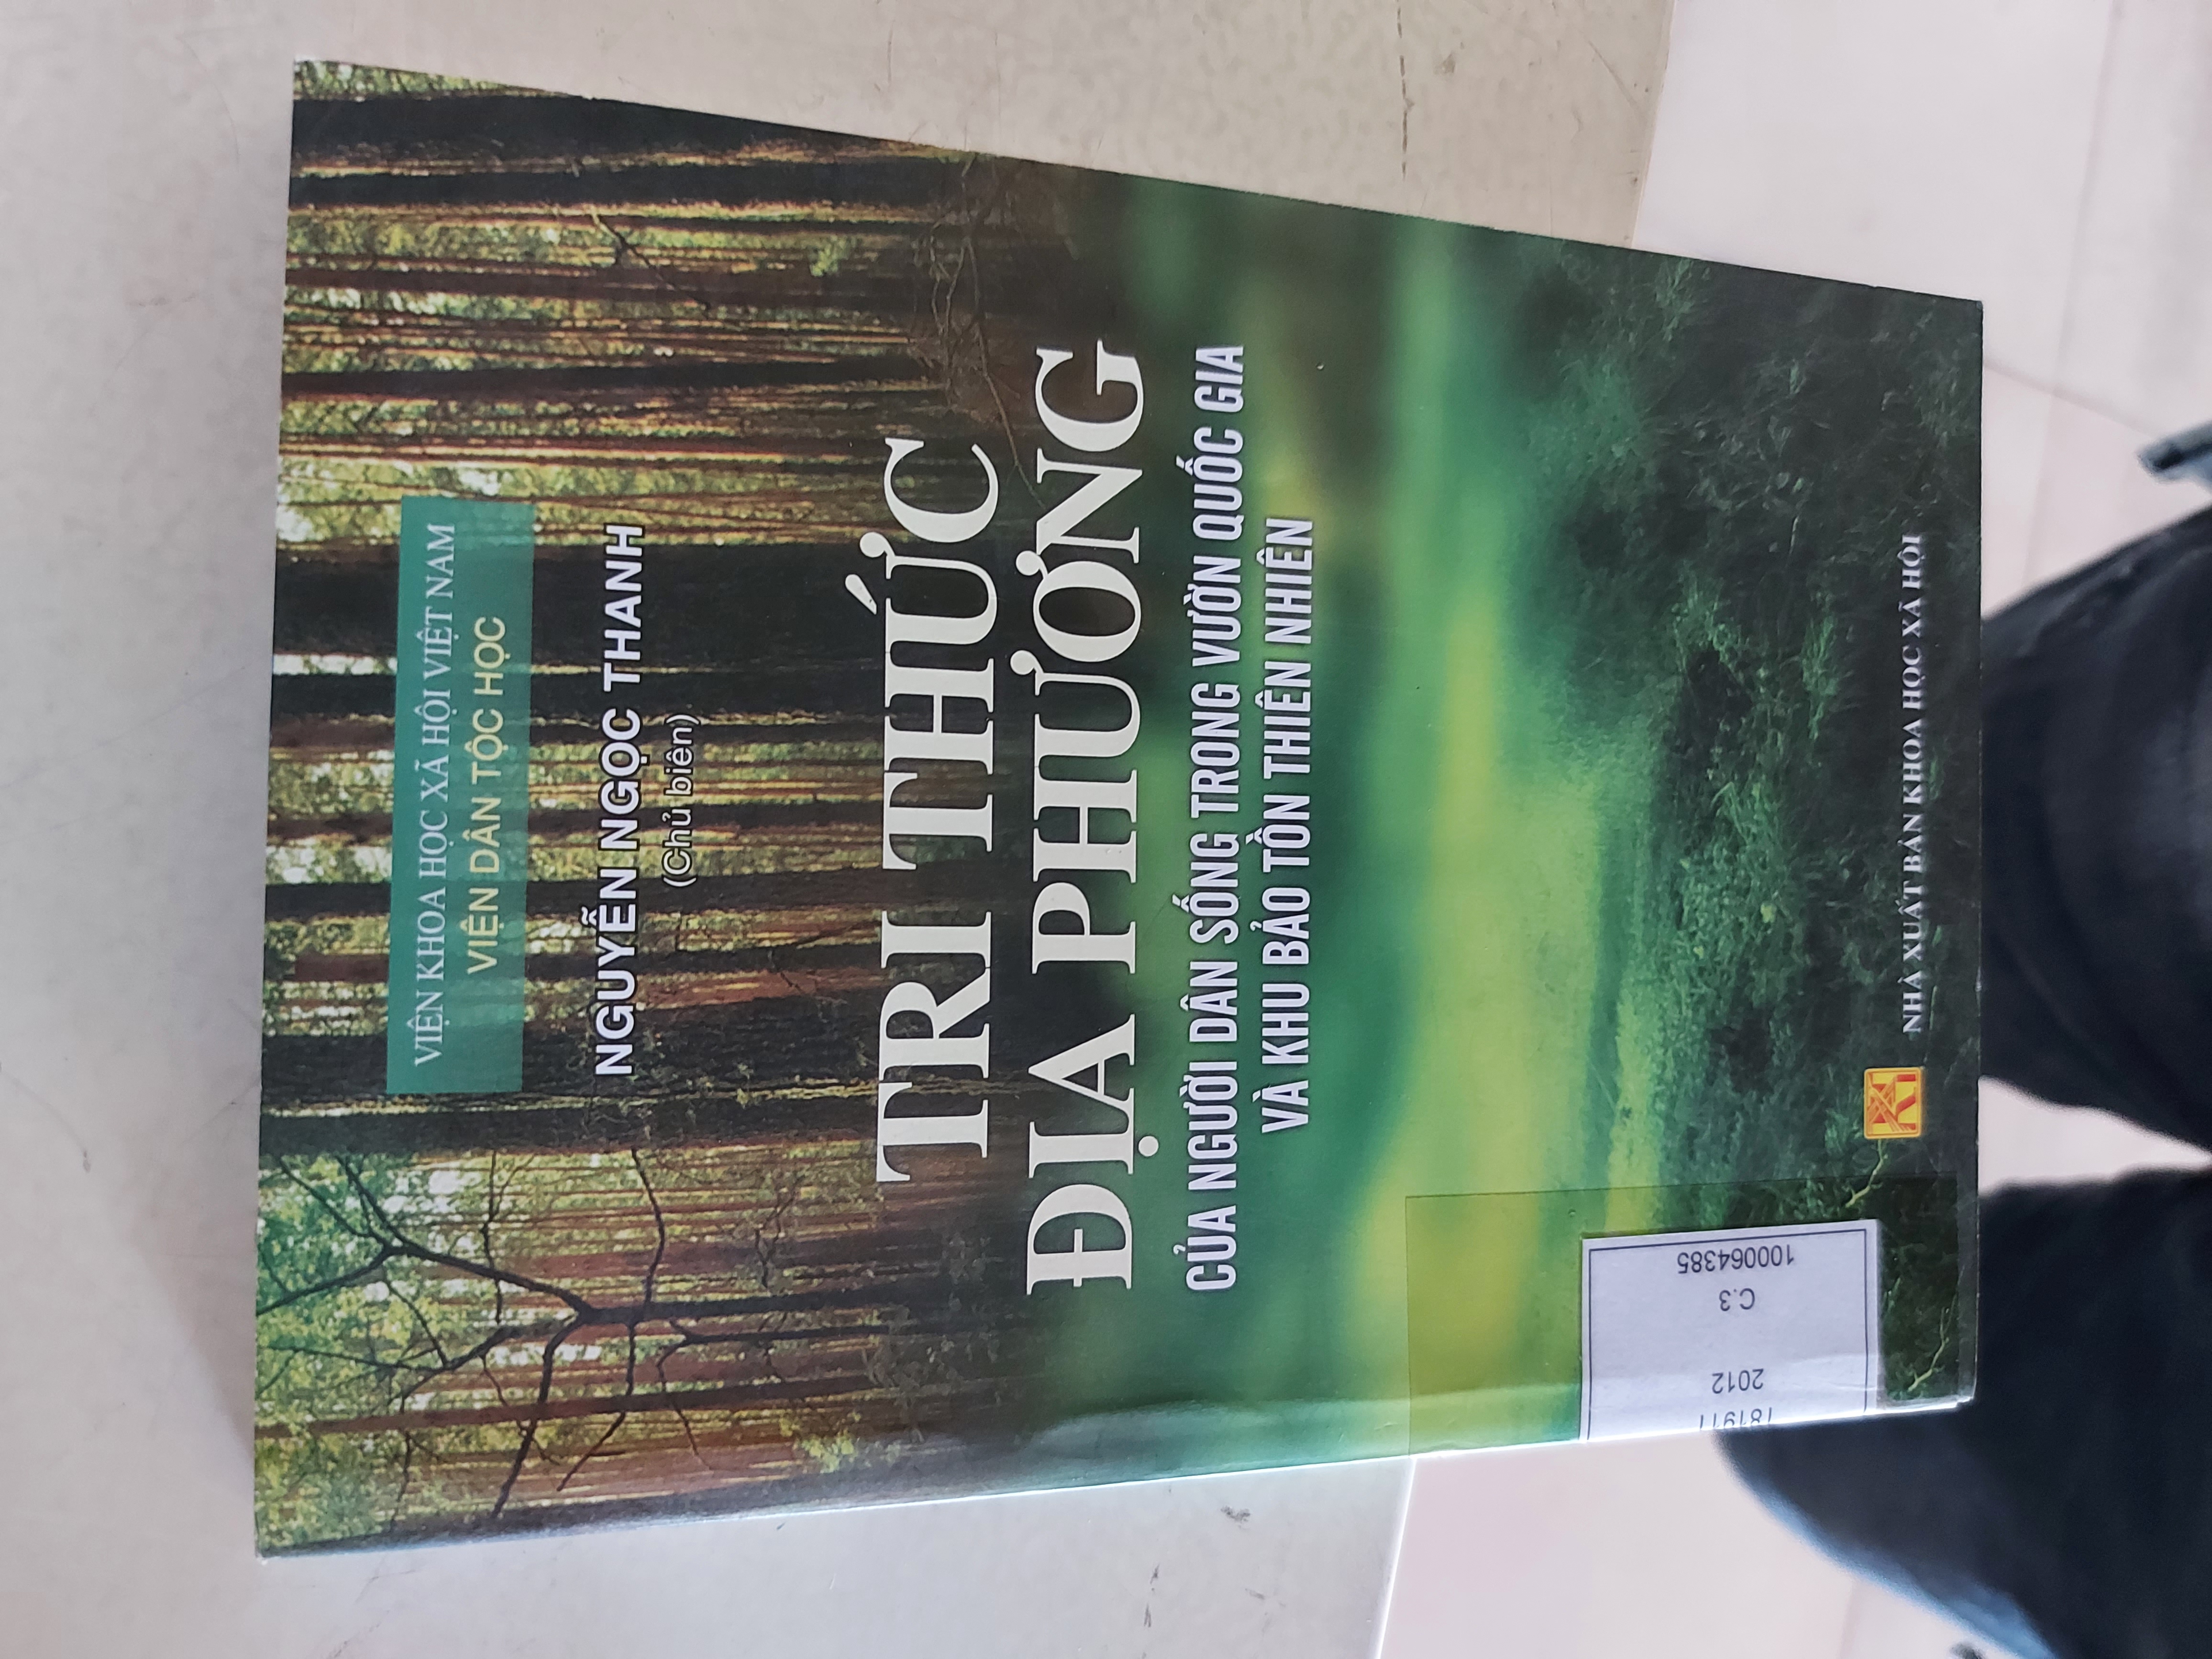 VIỆN KHOA HỌC XÃ HỘI VIỆT NAM
VIỆN DÂN TỘC HỌC
NGUYỄN NGỌC THANH
(Chủ biên)
TRI THỨC
ĐỊA PHƯƠNG
CỦA NGƯỜI DÂN SỐNG TRONG VƯỜN QUỐC GIA
VÀ KHU BẢO TỒN THIÊN NHIÊN
2012
C.3
100064385
NHÀ XUẤT BẢN KHOA HỌC XÃ HỘI